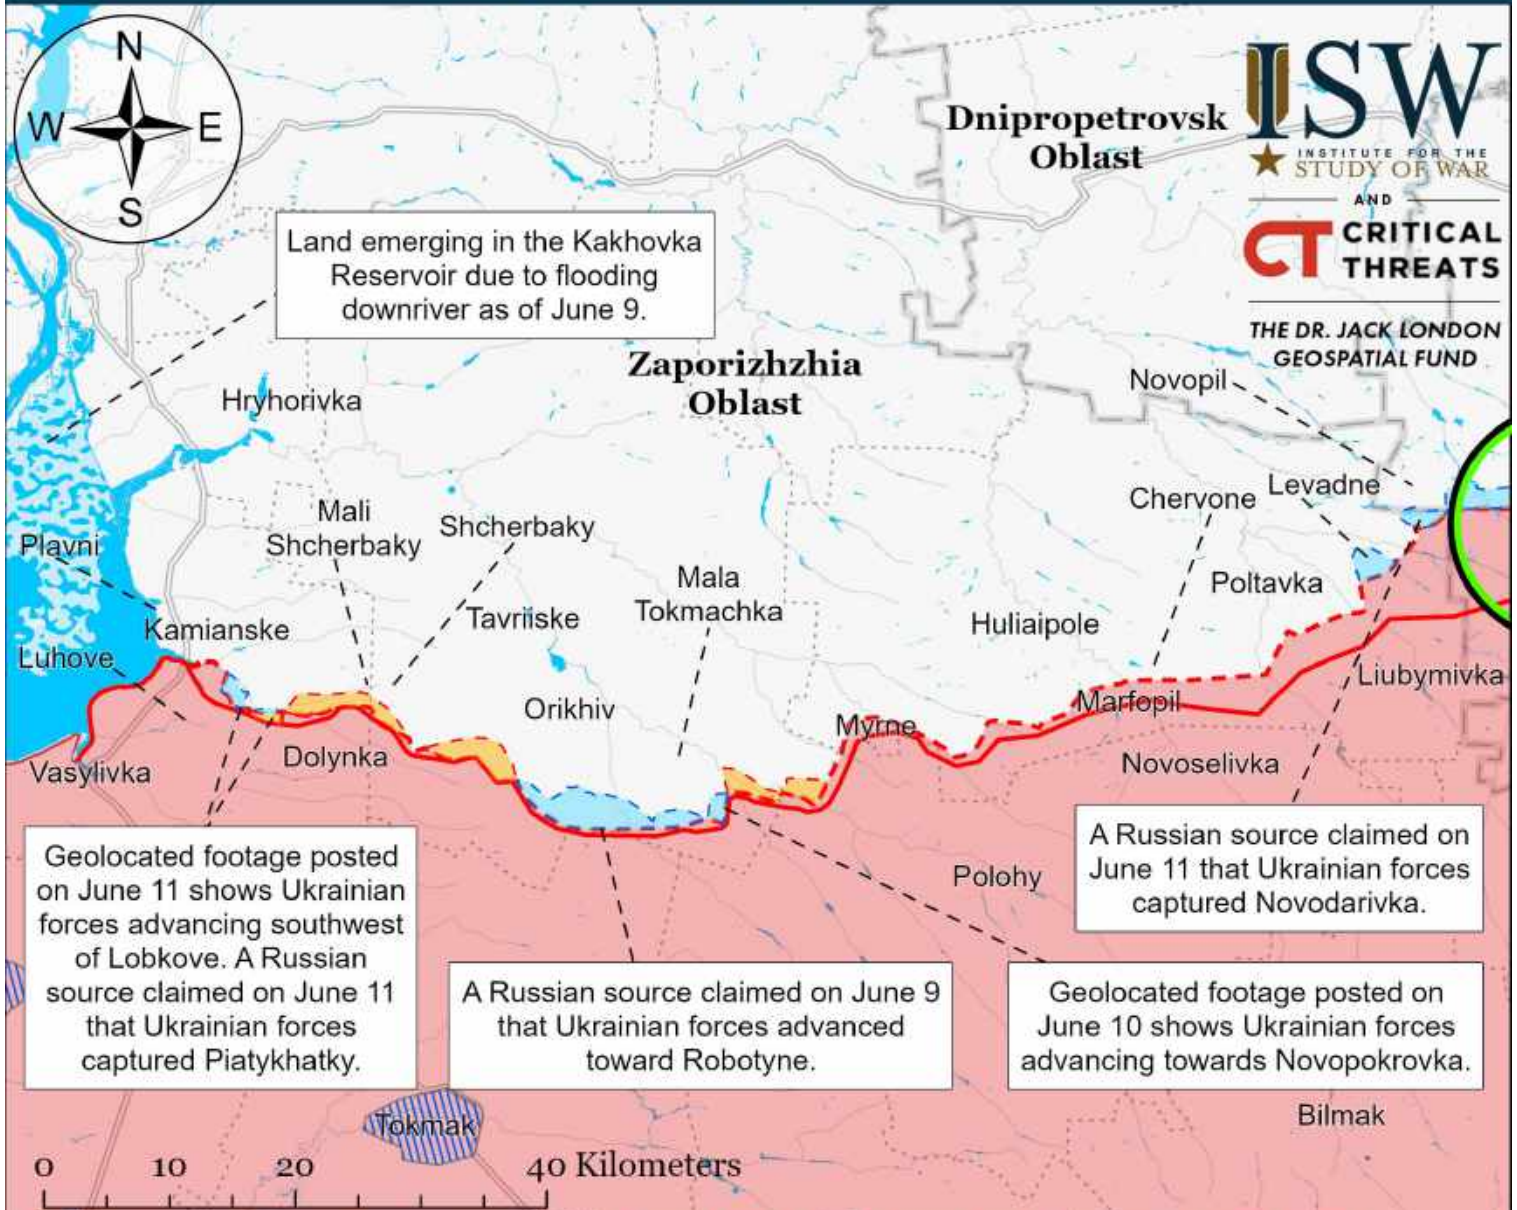 N
W
E
S
ISW
INSTITUTE FOR THE
STUDY OF WAR
AND
CT CRITICAL
THREATS
THE DR. JACK LONDON
GEOSPATIAL FUND
Dnipropetrovsk
Oblast
Land emerging in the Kakhovka
Reservoir due to flooding
downriver as of June 9.
Zaporizhzhia
Oblast
Novopil
Hryhorivka
Levadne
Chervone
Mali
Shcherbaky
Shcherbaky
Plavni
Mala
Tokmachka
Poltavka
Tavriiske
Huliaipole
Kamianske
Luhove
Liubymivka
Marfopil
Orikhiv
Myrne
Dolynka
Vasylivka
Novoselivka
Geolocated footage posted
on June 11 shows Ukrainian
forces advancing southwest
of Lobkove. A Russian
source claimed on June 11
that Ukrainian forces
captured Piatykhatky.
A Russian source claimed on June 9
that Ukrainian forces advanced
toward Robotyne.
Polohy
A Russian source claimed on
June 11 that Ukrainian forces
captured Novodarivka.
Geolocated footage posted on
June 10 shows Ukrainian forces
advancing towards Novopokrovka.
Bilmak
Tokmak
0 10 20 40 Kilometers